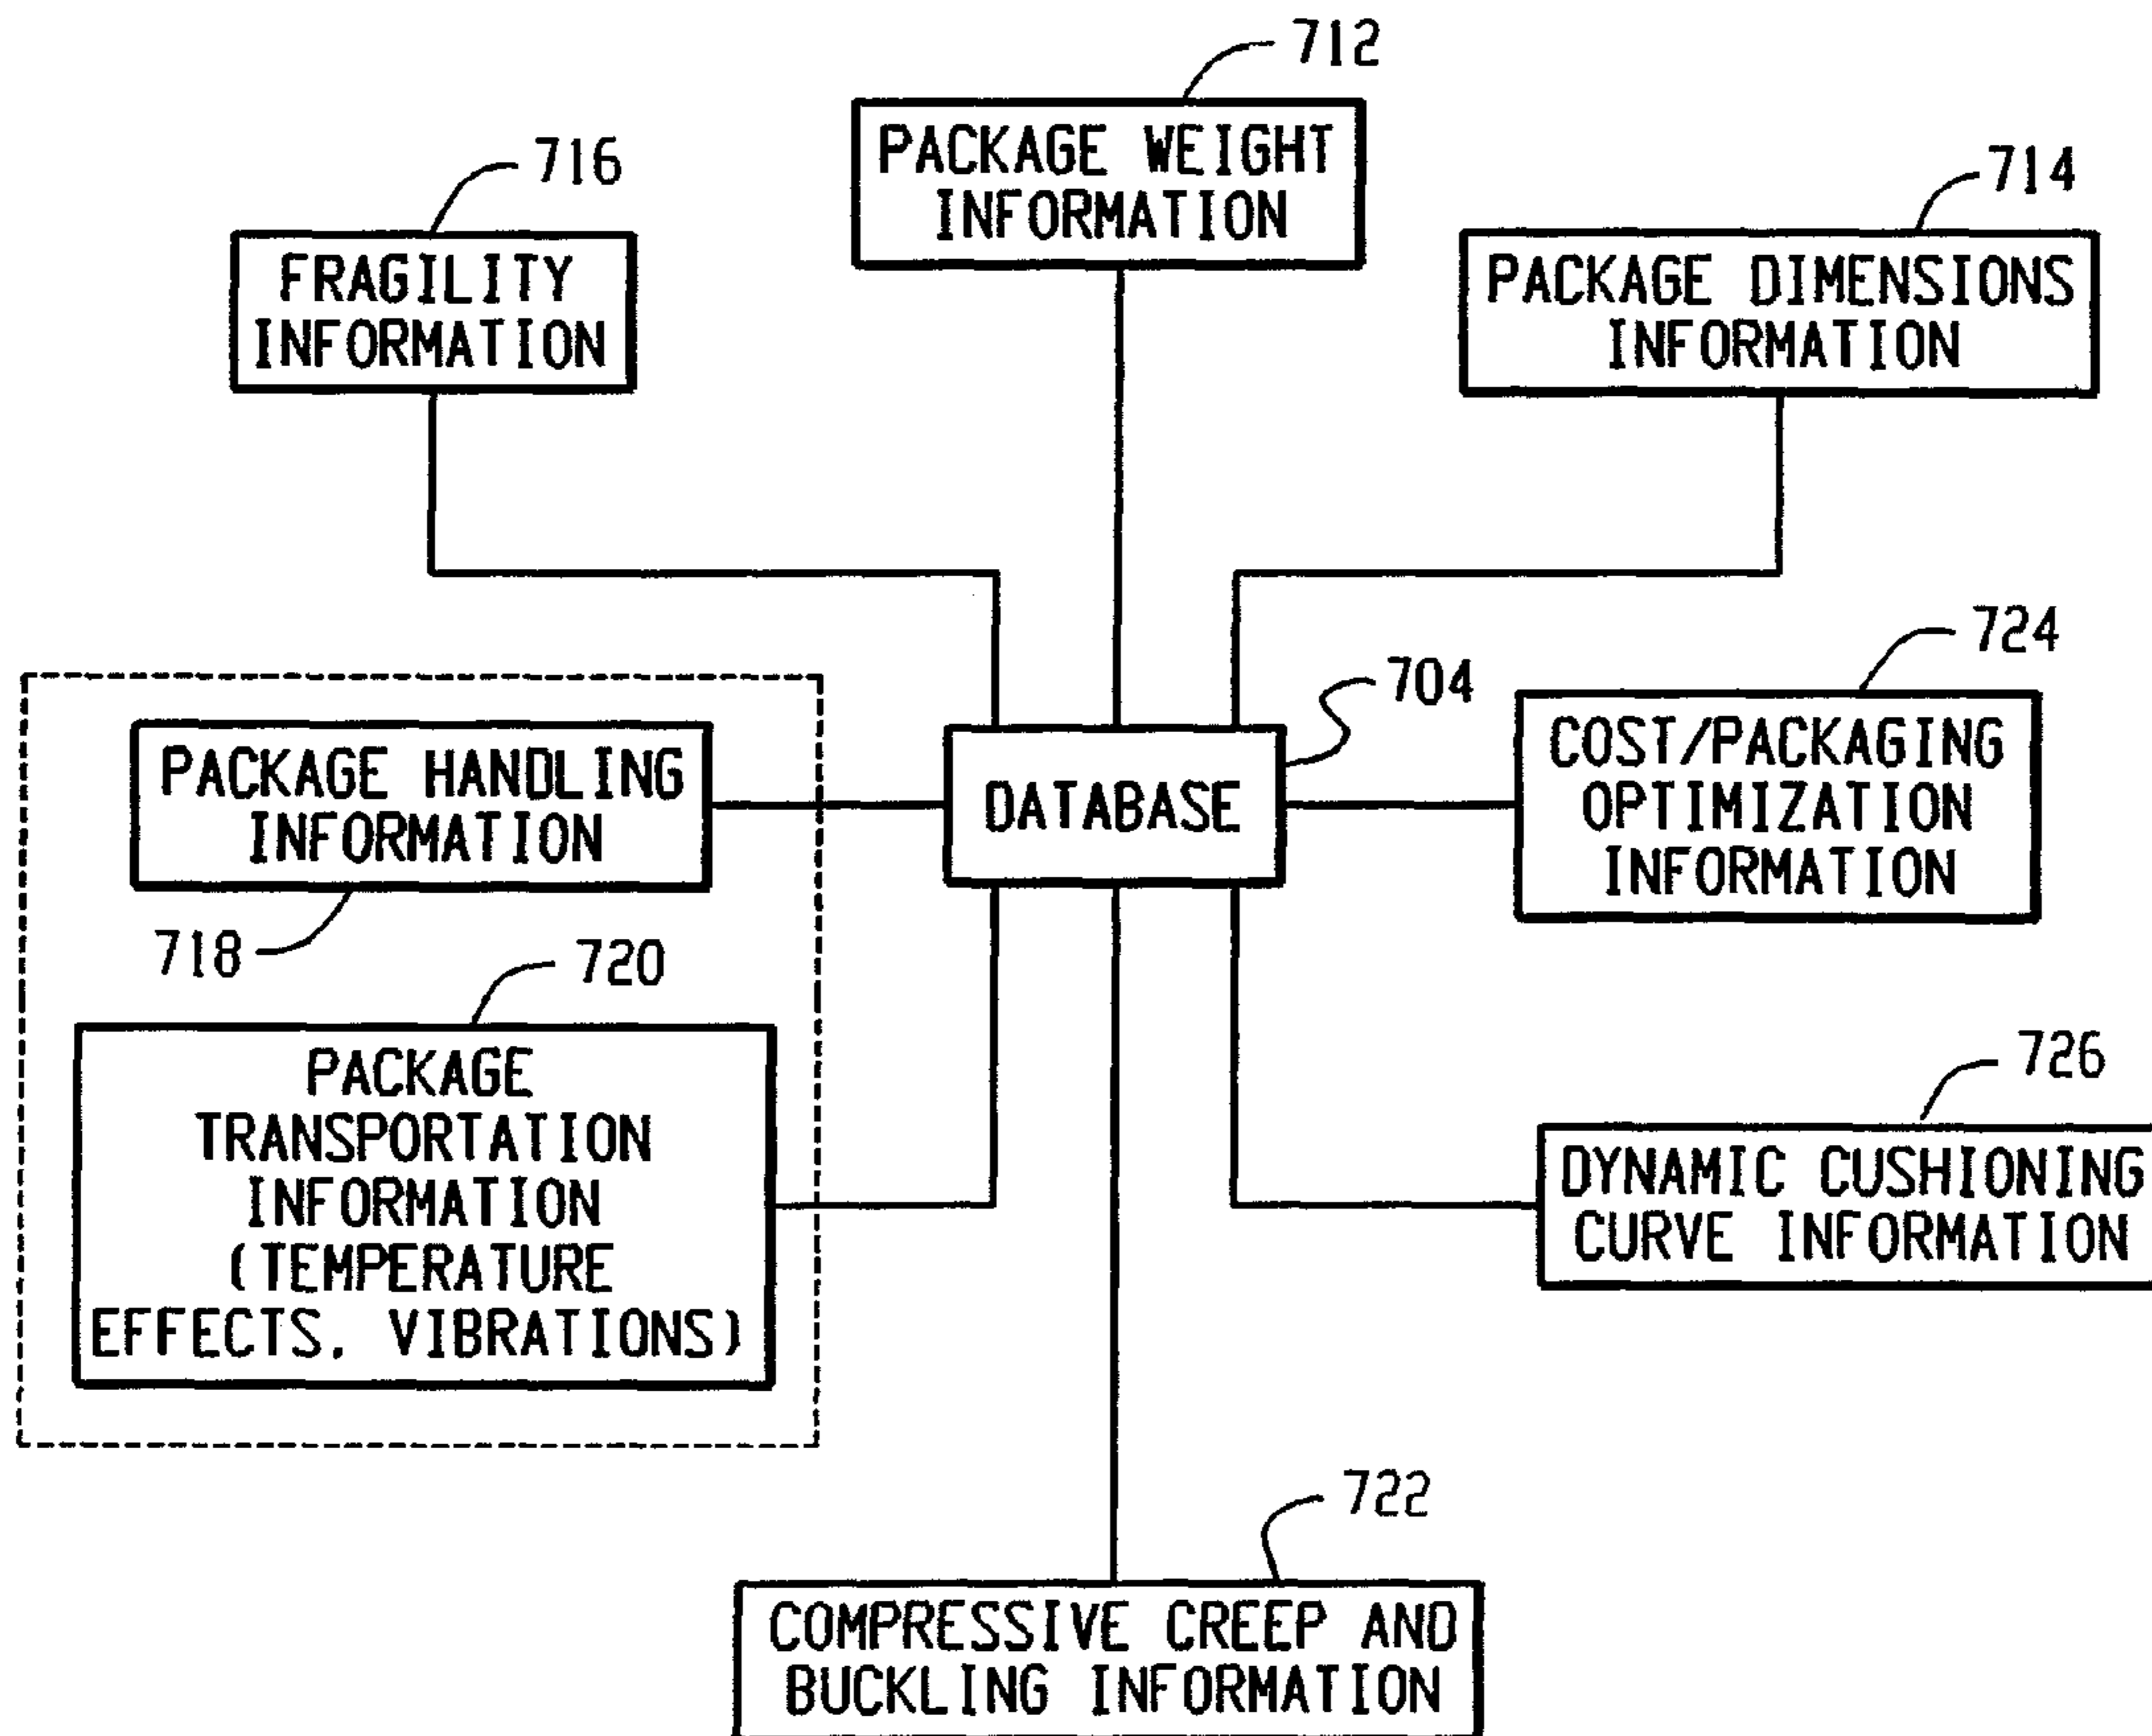 712
PACKAGE WEIGHT
INFORMATION
716
FRAGILITY
INFORMATION
714
PACKAGE DIMENSIONS
INFORMATION
704
DATABASE
724
COST/PACKAGING
OPTIMIZATION
INFORMATION
PACKAGE HANDLING
INFORMATION
718
720
PACKAGE
TRANSPORTATION
INFORMATION
(TEMPERATURE
EFFECTS, VIBRATIONS)
726
DYNAMIC CUSHIONING
CURVE INFORMATION
722
COMPRESSIVE CREEP AND
BUCKLING INFORMATION